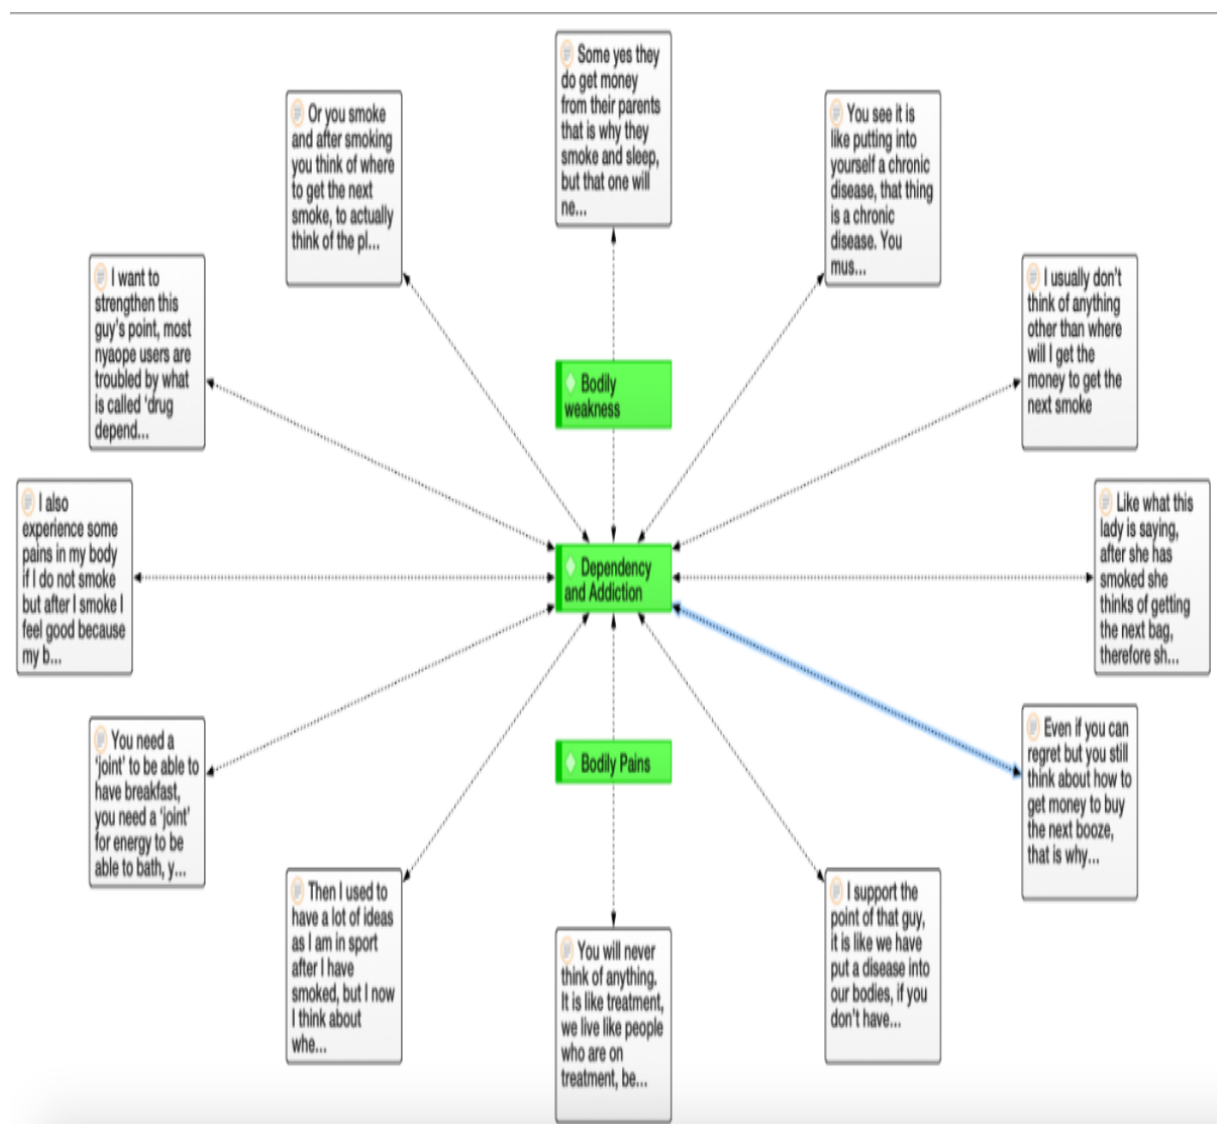 Some yes they
do get money
from their parents
that is why they
smoke and sleep,
but that one will
ne...
Or you smoke
and after smoking
you think of where
to get the next
smoke, to actually
think of the pl...
You see it is
like putting into
yourself a chronic
disease, that thing
is a chronic
disease. You
mus...
I want to
strengthen this
guy's point, most
nyaope users are
troubled by what
is called 'drug
depend...
I usually don't
think of anything
other than where
will I get the
money to get the
next smoke
Bodily
weakness
I also
experience some
pains in my body
if I do not smoke
but after I smoke I
feel good because
my b...
Dependency
and Addiction
Like what this
lady is saying,
after she has
smoked she
thinks of getting
the next bag,
therefore sh...
You need a
'joint' to be able to
have breakfast,
you need a 'joint'
for energy to be
able to bath, y...
Bodily Pains
Even if you can
regret but you still
think about how to
get money to buy
the next booze,
that is why...
Then I used to
have a lot of ideas
as I am in sport
after I have
smoked, but I now
I think about
whe...
You will never
think of anything.
It is like treatment,
we live like people
who are on
treatment, be...
I support the
point of that guy,
it is like we have
put a disease into
our bodies, if you
don't have...